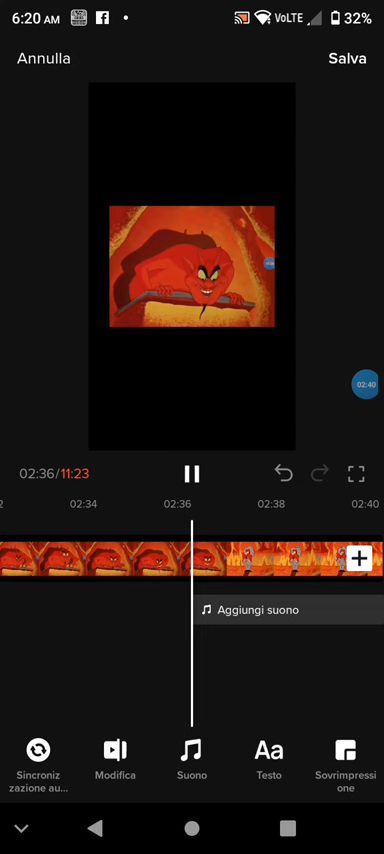 6:20 AM
VoLTE
32%
Annulla
Salva
02:40
02:36/11:23
2
02:34
02:36
02:38
02:40
Aggiungi suono
Sincroniz
zazione au...
Modifica
Suono
Aa
Testo
Sovrimpressi
one